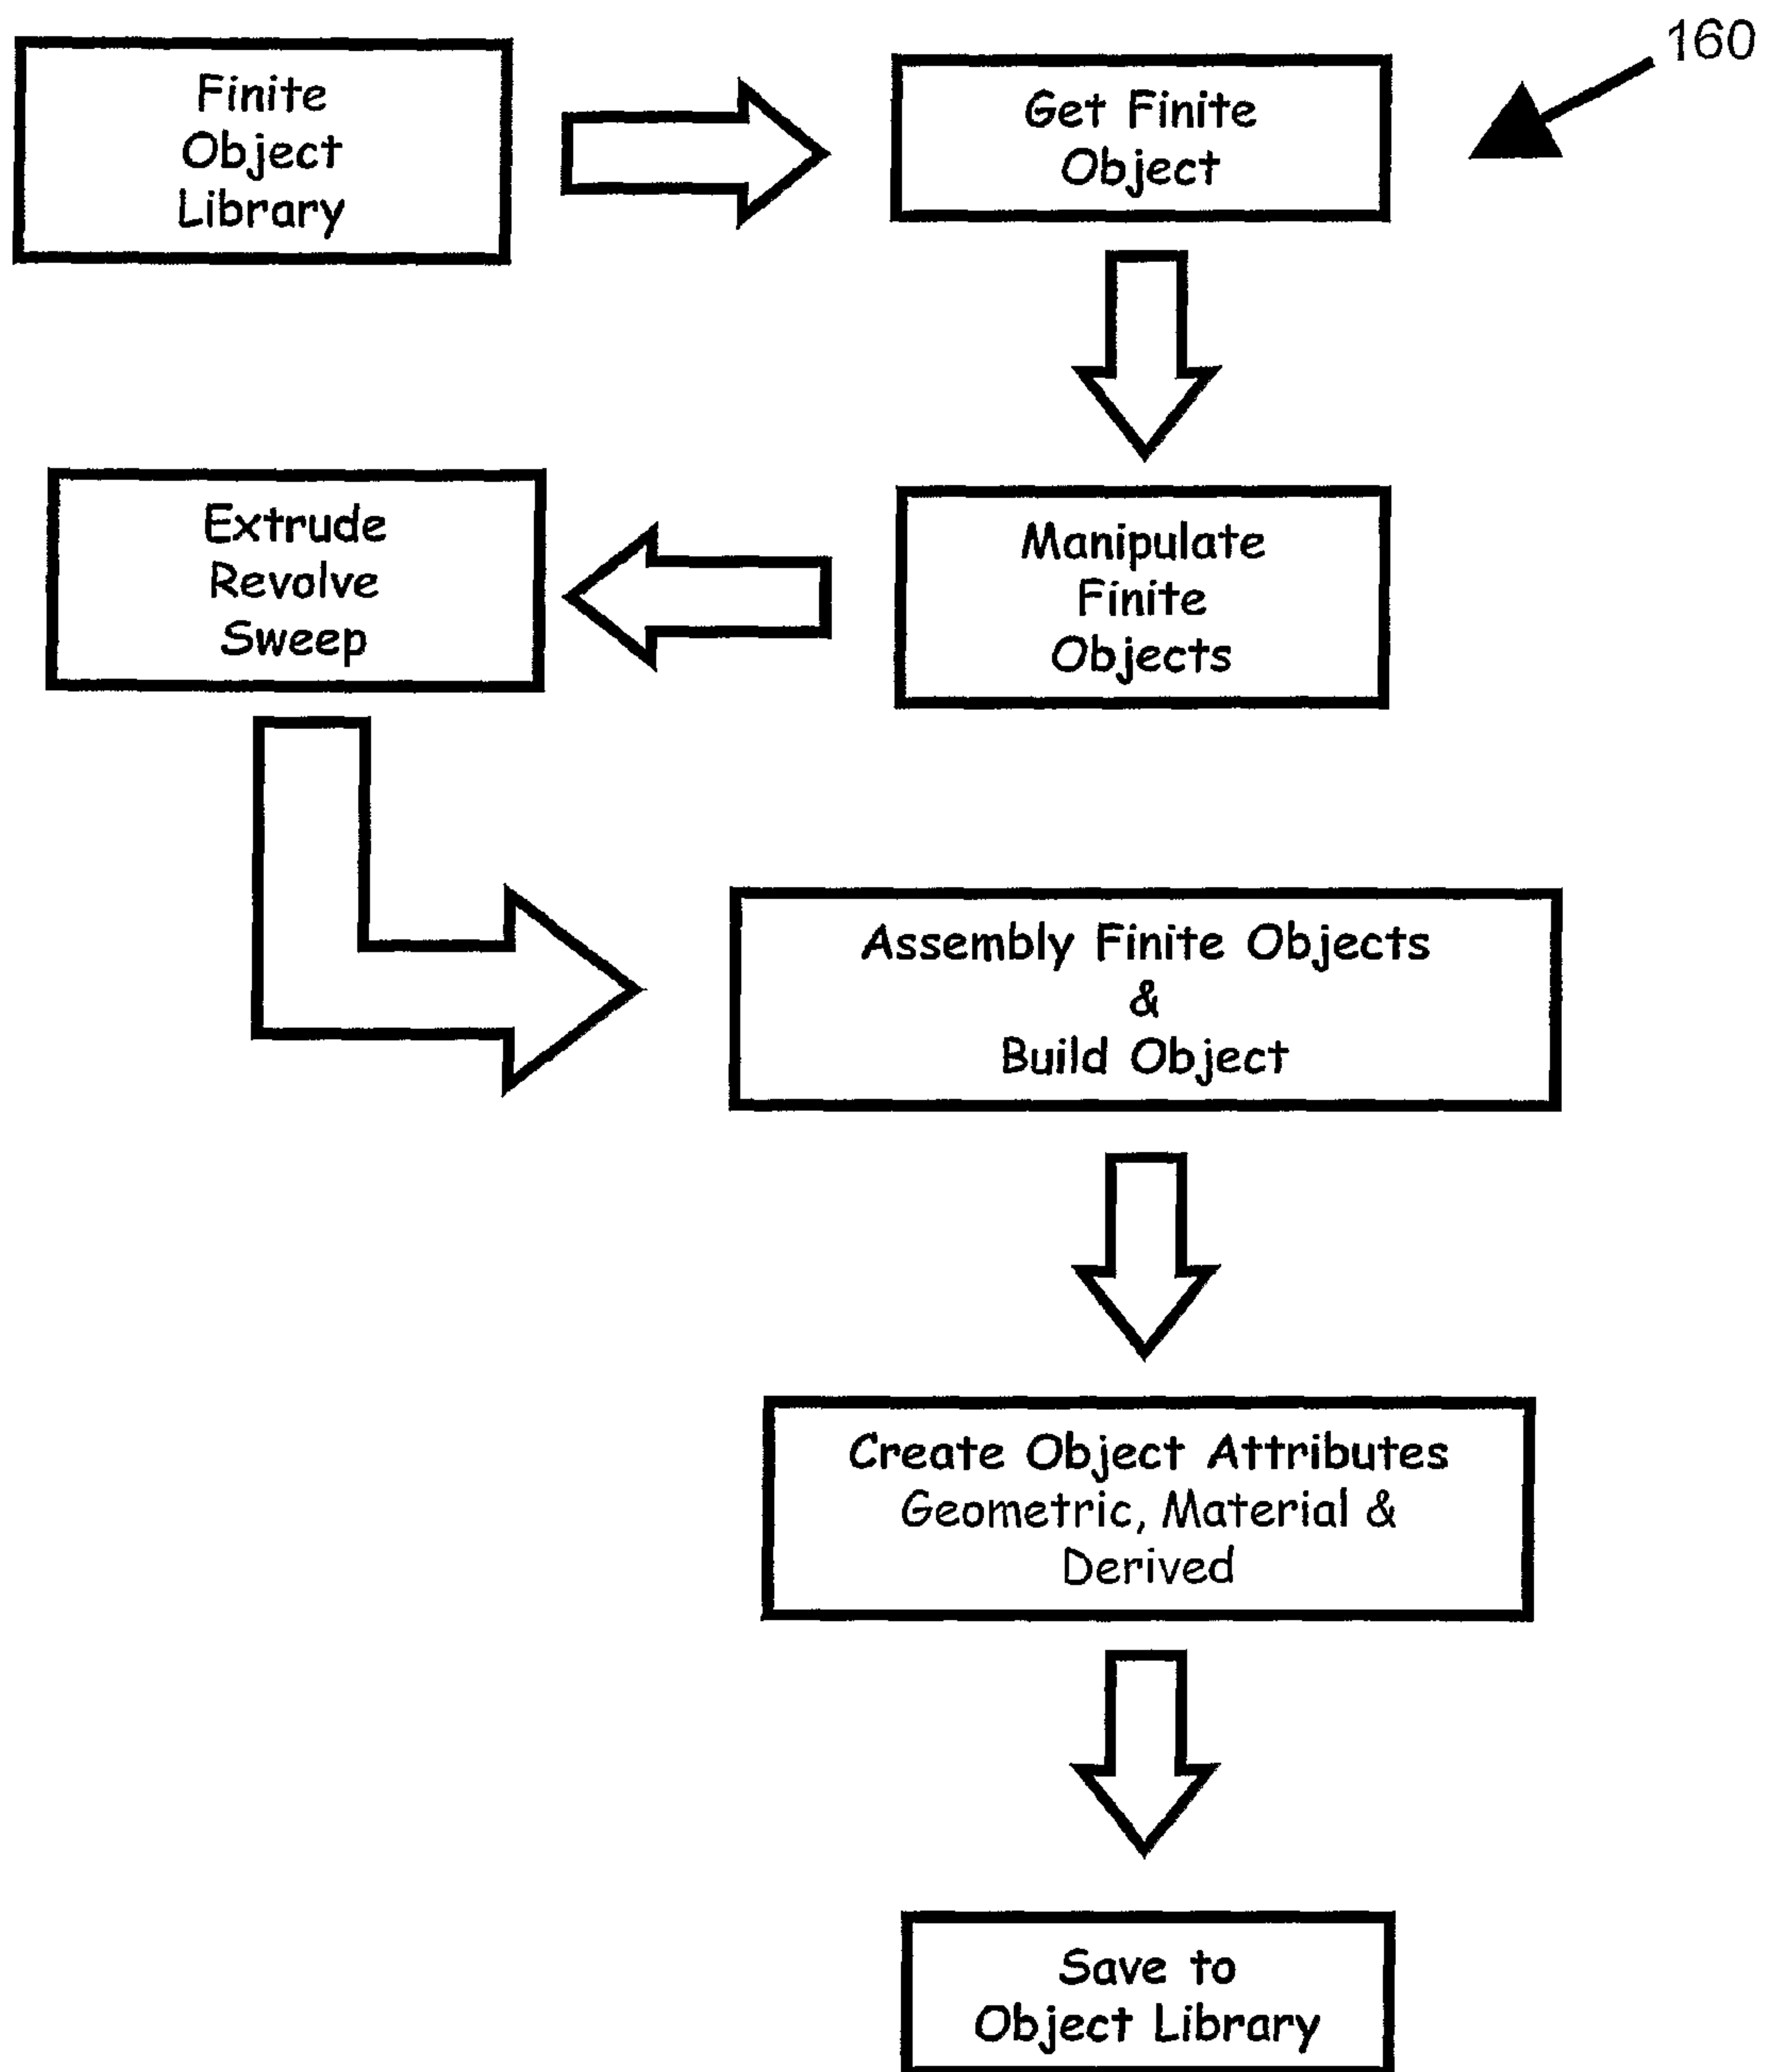 160
Finite
Object
Library
Get Finite
Object
Manipulate
Finite
Objects
Extrude
Revolve
Sweep
Assembly Finite Objects
&
Build Object
Create Object Attributes
Geometric, Material &
Derived
Save to
Object Library